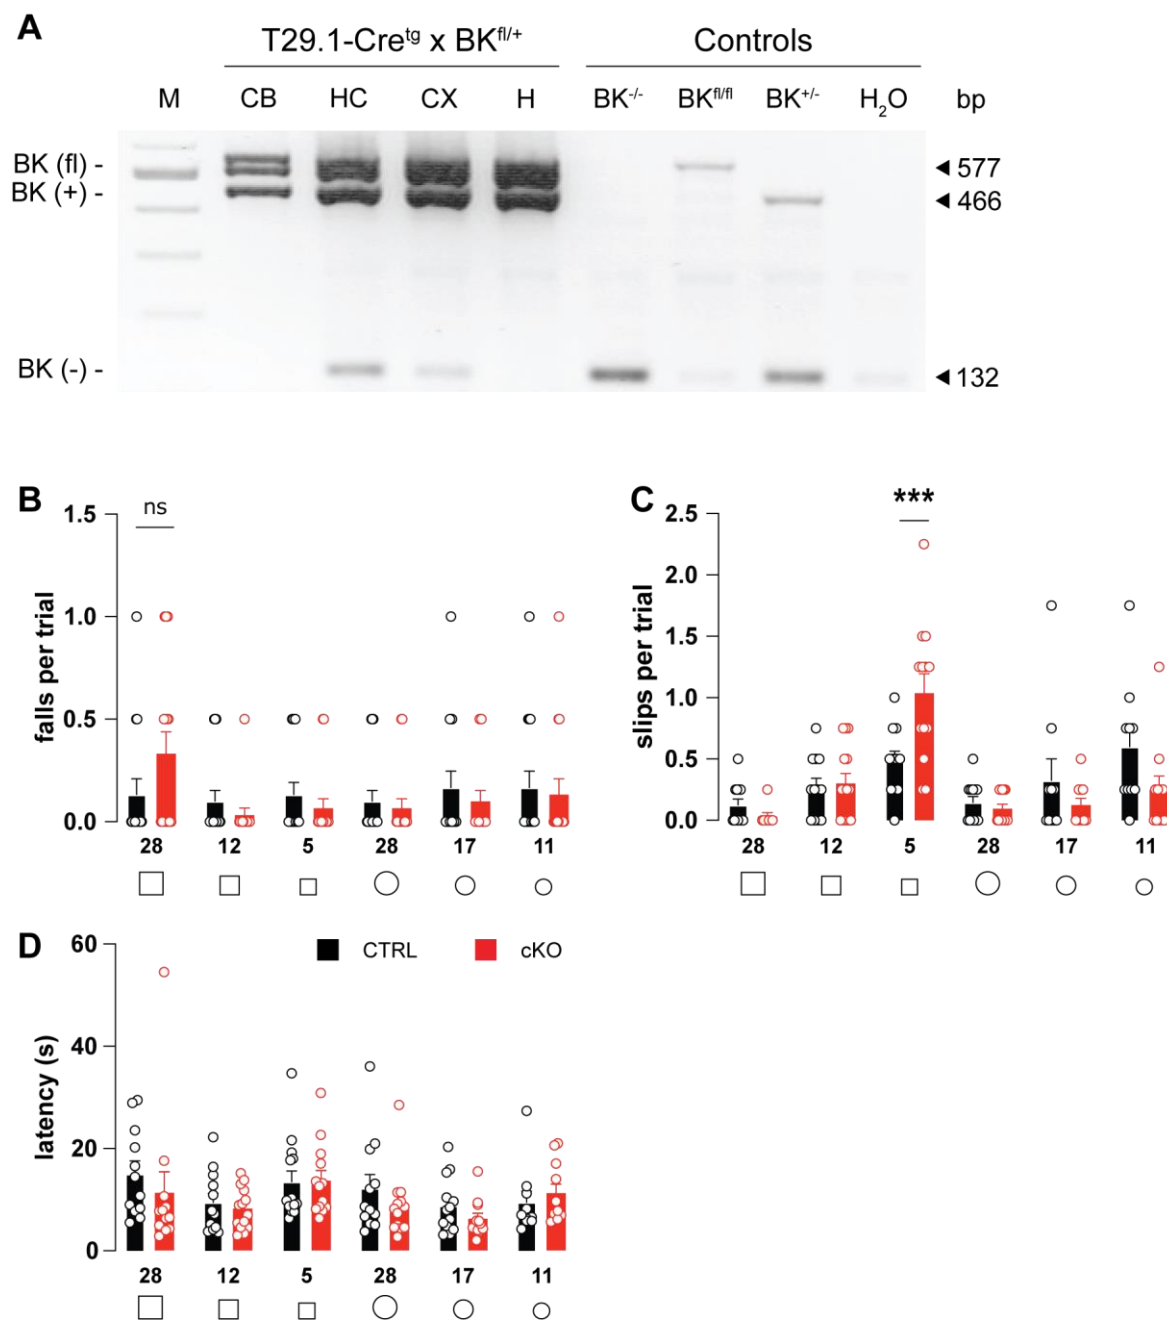 A
T29.1-Cre^tg x BK^fl/+ Controls
M CB HC CX H BK^-/- BK^fl/fl BK^+/- H₂O bp
BK (fl) - ◄ 577
BK (+) - ◄ 466
BK (-) - ◄ 132
B
ns
1.5
1.0
0.5
0.0
falls per trial
28 12 5 28 17 11
C
***
2.5
2.0
1.5
1.0
0.5
0.0
slips per trial
28 12 5 28 17 11
D
CTRL cKO
60
40
20
0
latency (s)
28 12 5 28 17 11